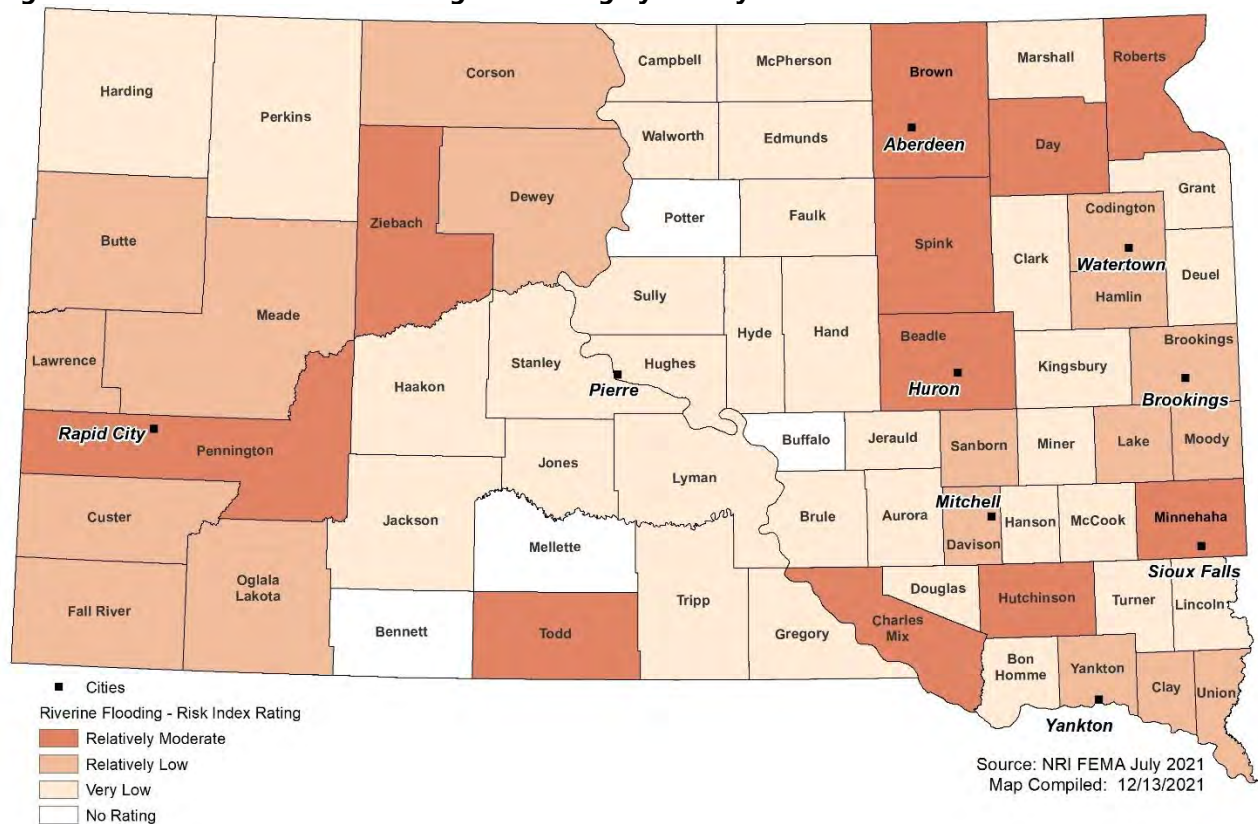 Harding
Perkins
Corson
Campbell
McPherson
Brown
Marshall
Roberts
Walworth
Edmunds
Aberdeen
Day
Grant
Butte
Ziebach
Dewey
Potter
Faulk
Spink
Clark
Codington
Watertown
Hamlin
Deuel
Meade
Sully
Hyde
Hand
Lawrence
Haakon
Stanley
Hughes
Pierre
Beadle
Huron
Kingsbury
Brookings
Brookings
Rapid City
Pennington
Jones
Lyman
Buffalo
Jerauld
Sanborn
Miner
Lake
Moody
Custer
Jackson
Mellette
Brule
Aurora
Mitchell
Davison
Hanson
McCook
Minnehaha
Sioux Falls
Fall River
Oglala
Lakota
Bennett
Todd
Tripp
Gregory
Charles
Mix
Douglas
Hutchinson
Turner
Lincoln
Bon
Homme
Yankton
Clay
Union
Yankton
Cities
Riverine Flooding - Risk Index Rating
Relatively Moderate
Relatively Low
Very Low
No Rating
Source: NRI FEMA July 2021
Map Compiled: 12/13/2021